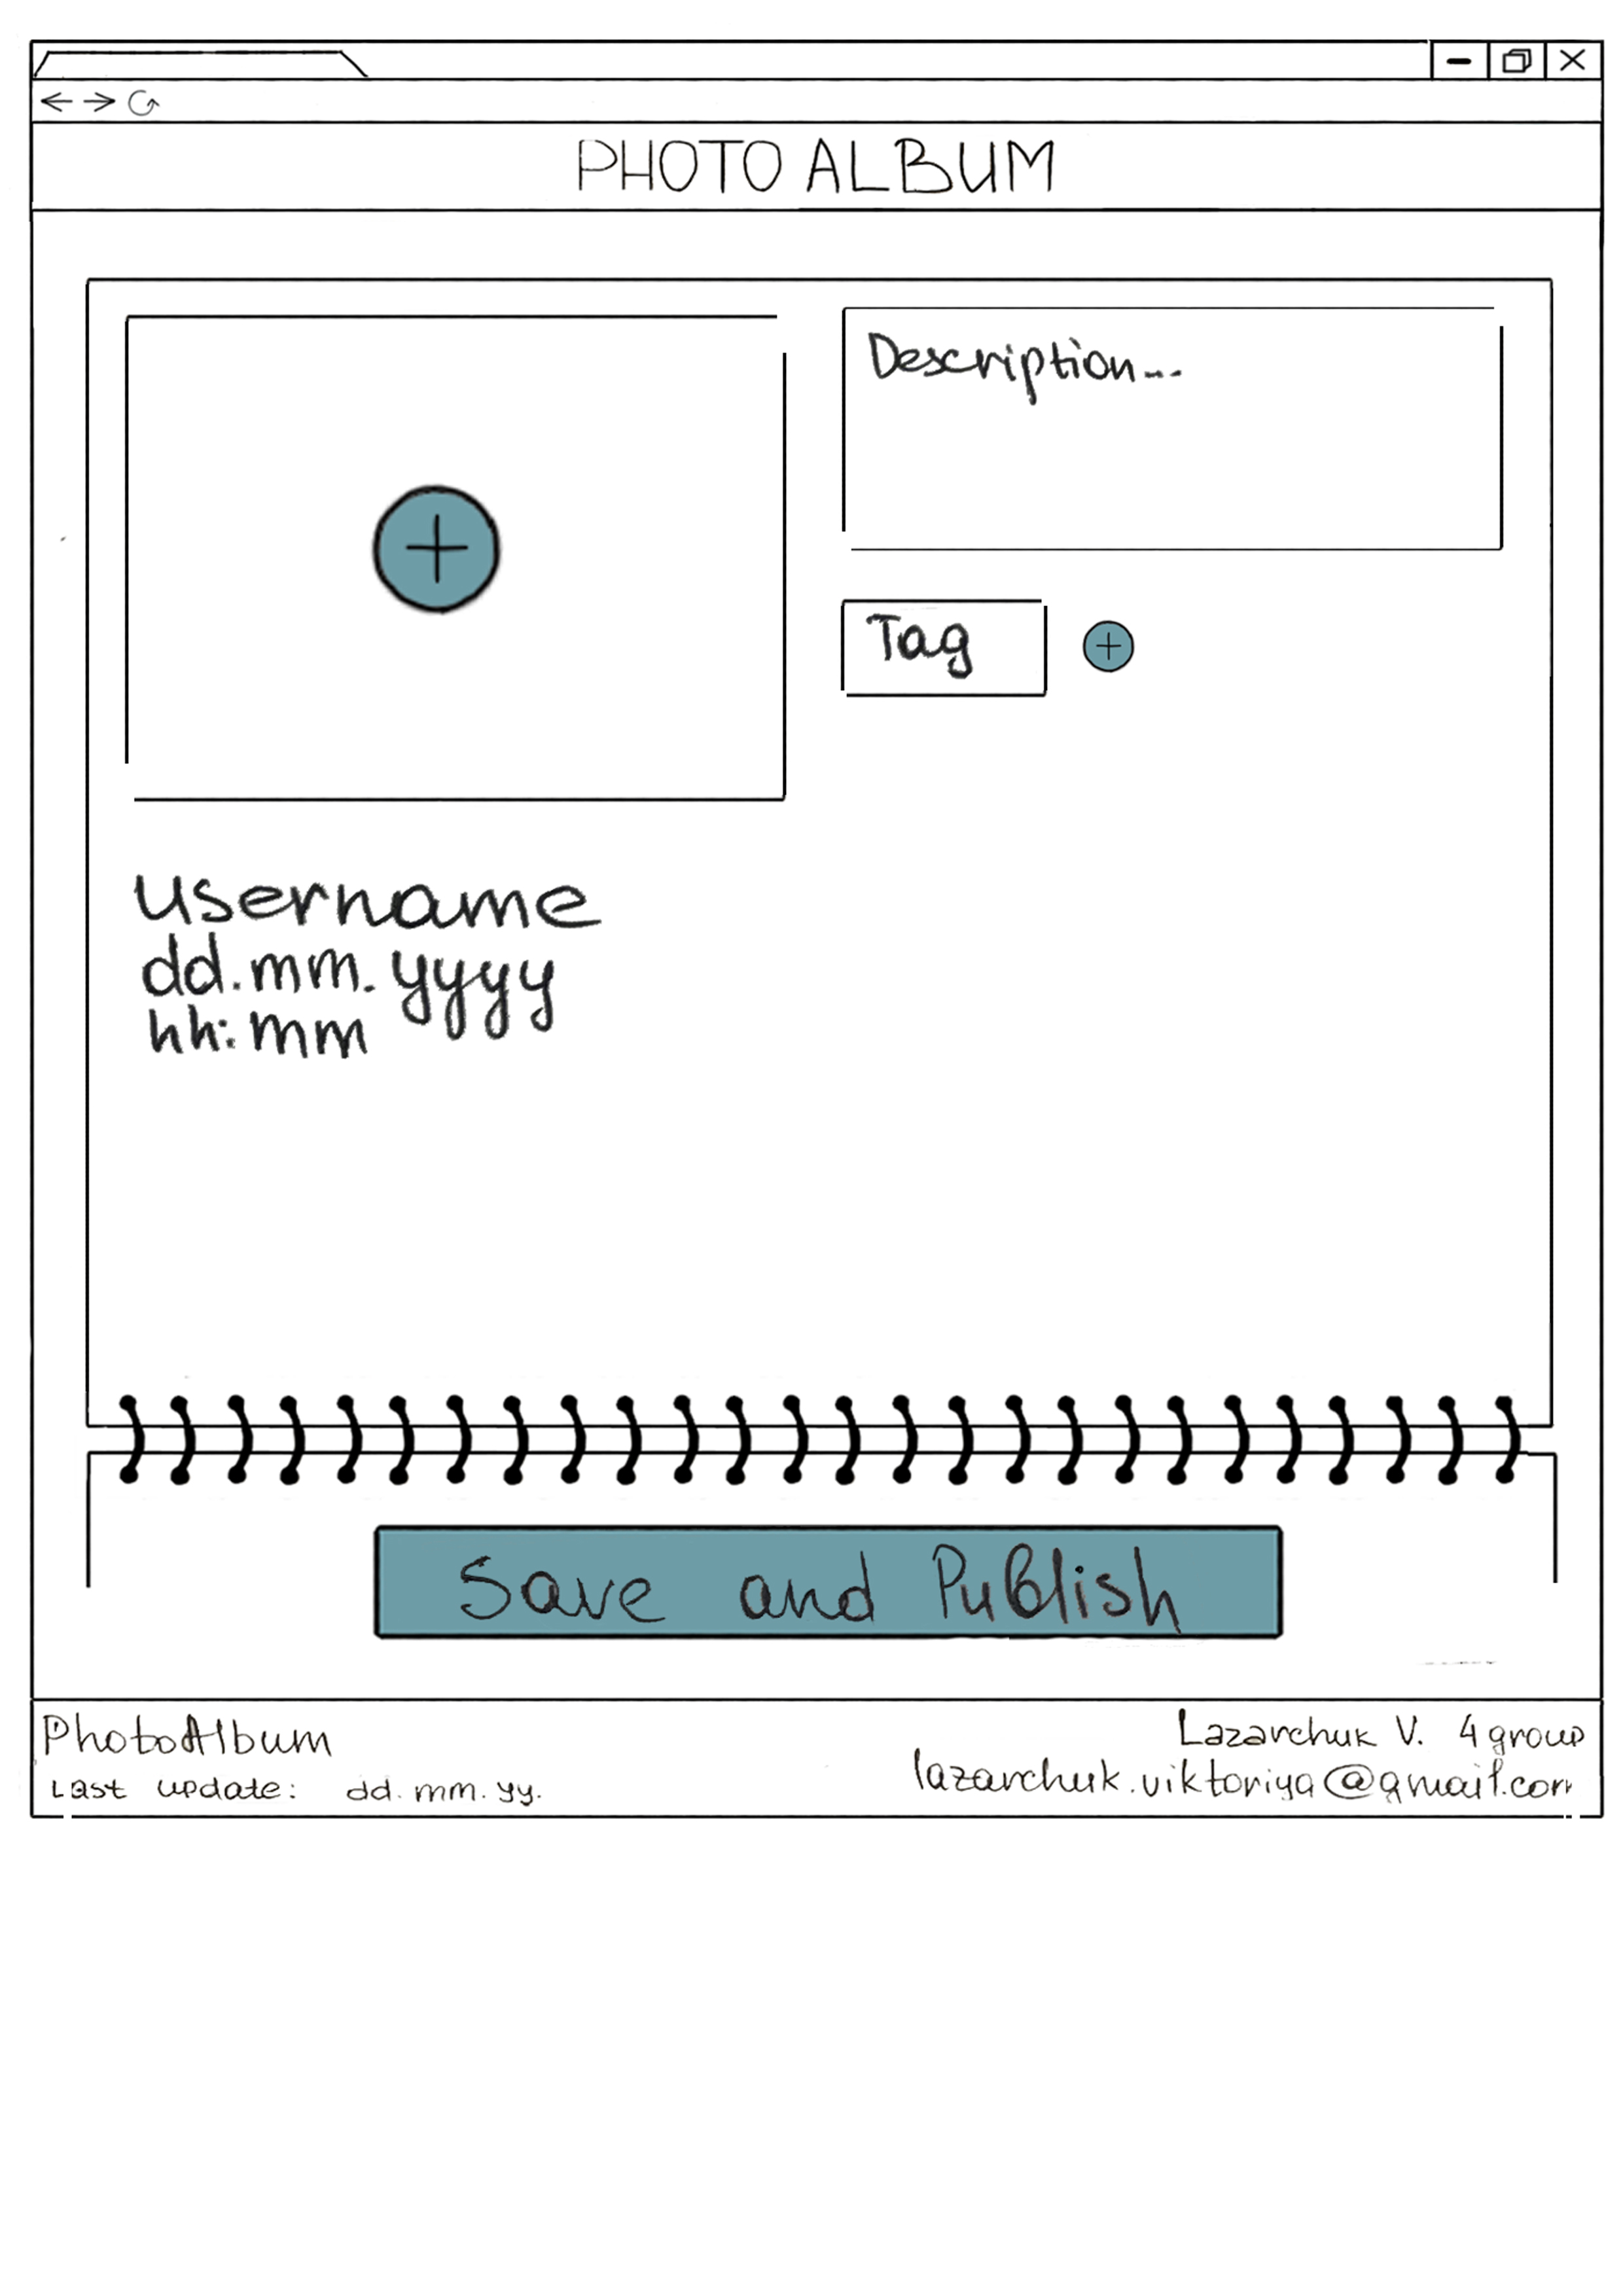 PHOTO ALBUM
Description...
Tag
username
dd.mm.yyyy
hh:mm
Save and Publish
PhotoAlbum
Last update: dd.mm.yy.
Lazarchuk V. 4 group
lazarchuk.viktoriya@gmail.com